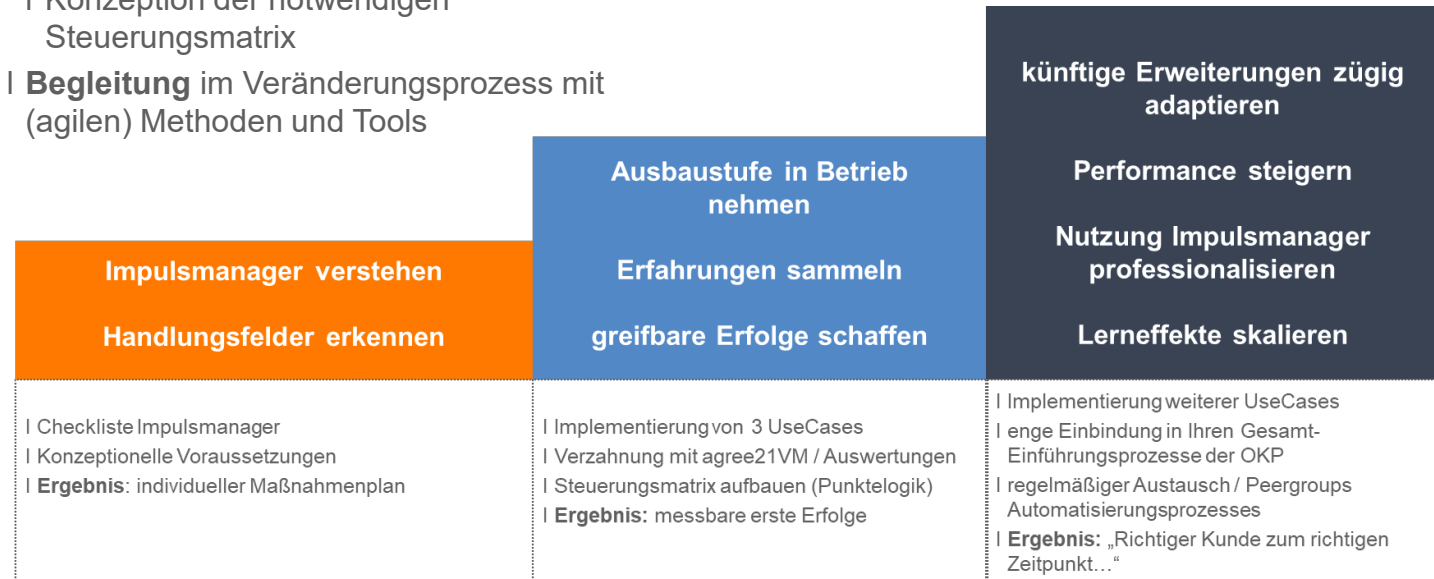 I Konzeption der notwendigen
Steuerungsmatrix
I Begleitung im Veränderungsprozess mit
(agilen) Methoden und Tools
Impulsmanager verstehen
Handlungsfelder erkennen
I Checkliste Impulsmanager
I Konzeptionelle Voraussetzungen
I Ergebnis: individueller Maßnahmenplan
Ausbaustufe in Betrieb
nehmen
Erfahrungen sammeln
greifbare Erfolge schaffen
I Implementierung von 3 UseCases
I Verzahnung mit agree21VM / Auswertungen
I Steuerungsmatrix aufbauen (Punktelogik)
I Ergebnis: messbare erste Erfolge
künftige Erweiterungen zügig
adaptieren
Performance steigern
Nutzung Impulsmanager
professionalisieren
Lerneffekte skalieren
I Implementierung weiterer UseCases
I enge Einbindung in Ihren Gesamt-
Einführungsprozesse der OKP
I regelmäßiger Austausch / Peergroups
Automatisierungsprozesses
I Ergebnis: „Richtiger Kunde zum richtigen
Zeitpunkt…“